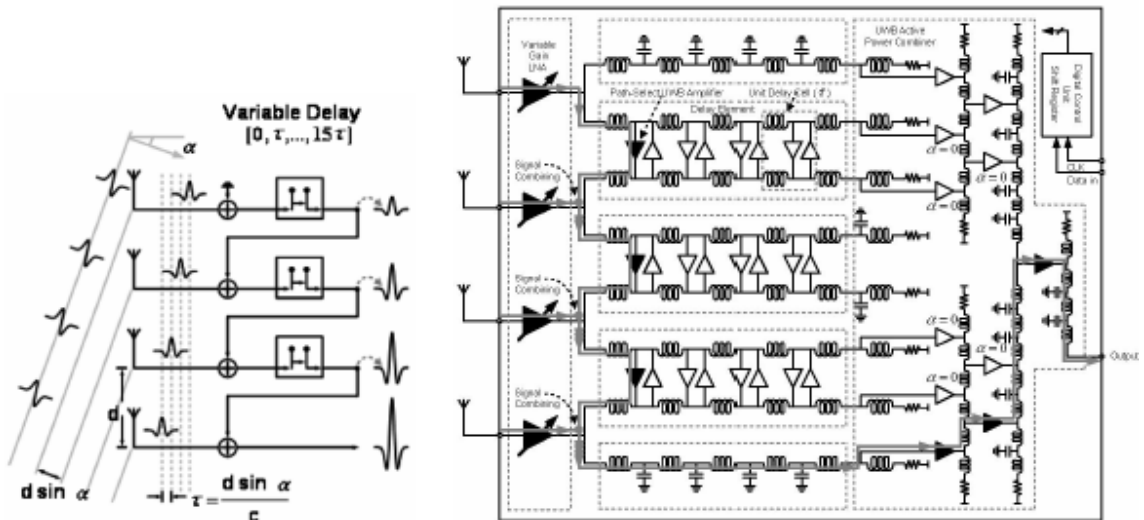 Variable Delay
[0, τ,..., 15τ]
α
d
d sin α
τ = d sin α / c
Variable
Gain
LNA
Path-Select UWB Amplifier
Unit Delay Cell (τ)
Delay Element
Signal
Combining
Signal
Combining
Signal
Combining
UWB Active
Power Combiner
α = 0
α = 0
α = 0
α = 0
α = 0
α = 0
Digital Control
Unit
Shift Register
CLK
Data in
Output